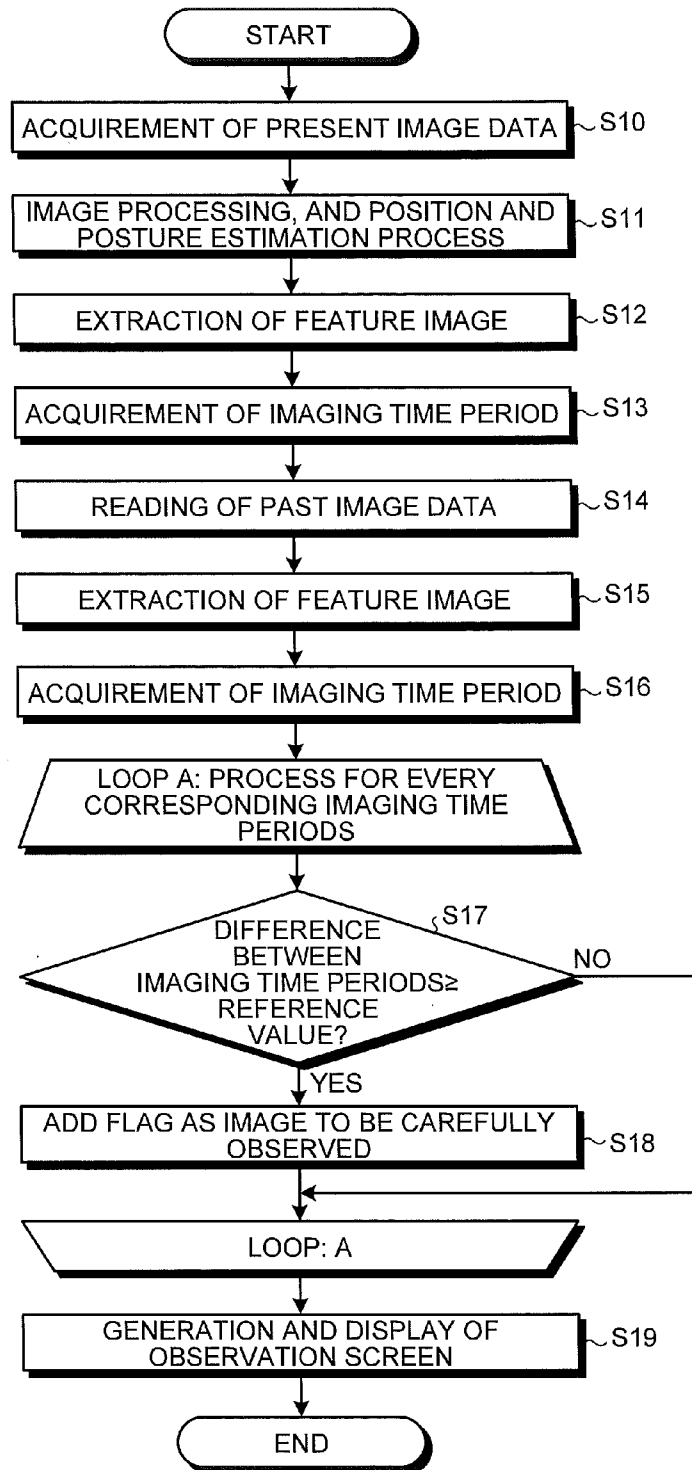 START
ACQUIREMENT OF PRESENT IMAGE DATA
S10
IMAGE PROCESSING, AND POSITION AND
POSTURE ESTIMATION PROCESS
S11
EXTRACTION OF FEATURE IMAGE
S12
ACQUIREMENT OF IMAGING TIME PERIOD
S13
READING OF PAST IMAGE DATA
S14
EXTRACTION OF FEATURE IMAGE
S15
ACQUIREMENT OF IMAGING TIME PERIOD
S16
LOOP A: PROCESS FOR EVERY
CORRESPONDING IMAGING TIME
PERIODS
S17
DIFFERENCE
BETWEEN
IMAGING TIME PERIODS≥
REFERENCE
VALUE?
NO
YES
ADD FLAG AS IMAGE TO BE CAREFULLY
OBSERVED
S18
LOOP: A
GENERATION AND DISPLAY OF
OBSERVATION SCREEN
S19
END